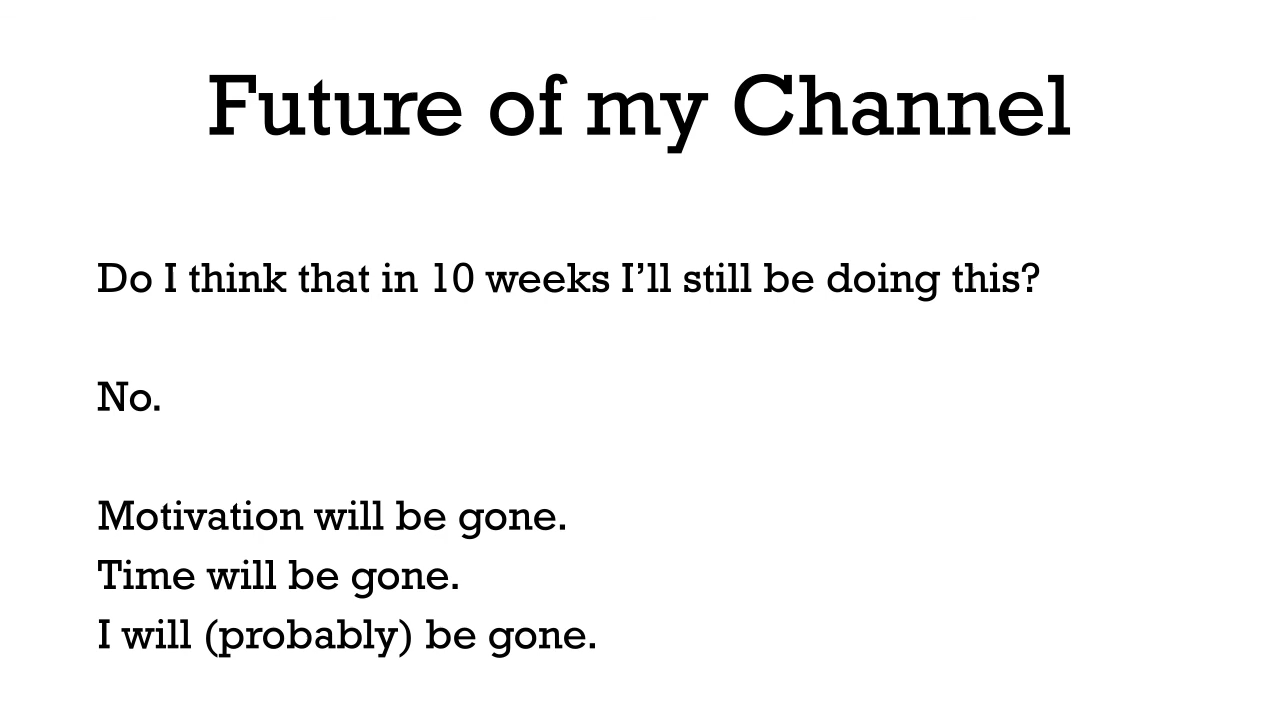 Future of my Channel
Do I think that in 10 weeks I’ll still be doing this?
No.
Motivation will be gone.
Time will be gone.
I will (probably) be gone.